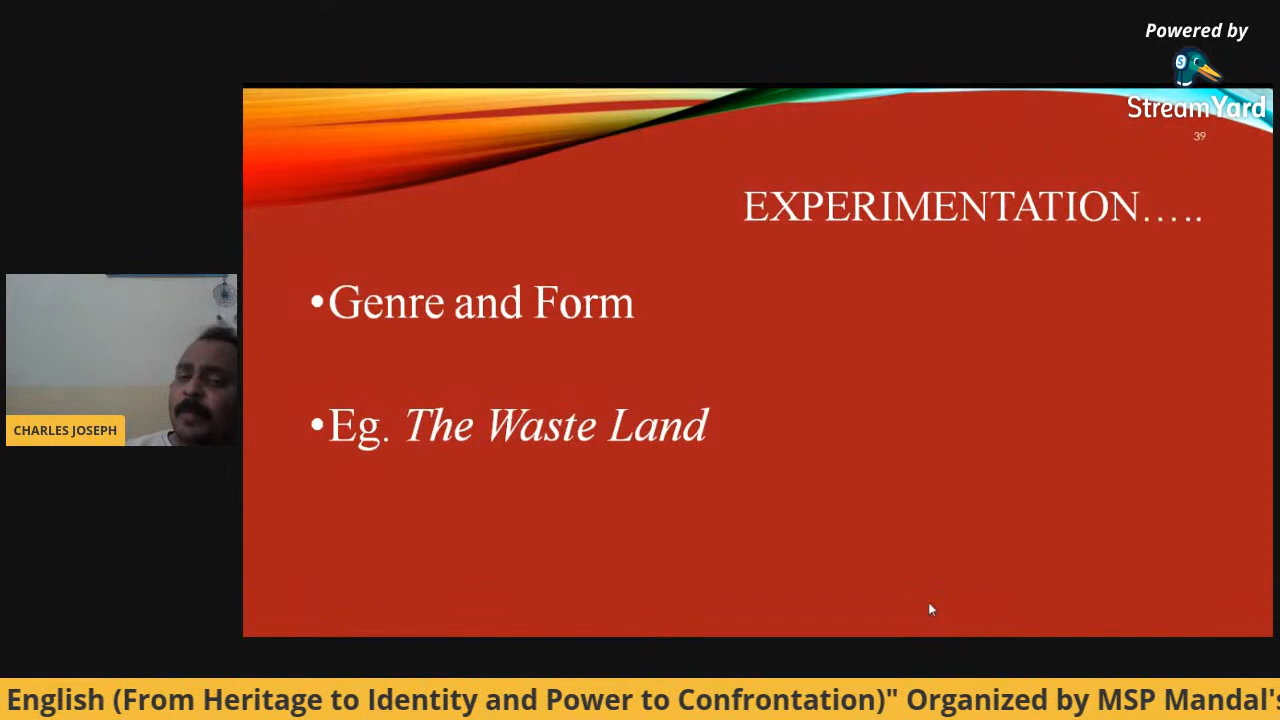 Powered by
StreamYard
39
EXPERIMENTATION…..
•Genre and Form
•Eg. The Waste Land
CHARLES JOSEPH
English (From Heritage to Identity and Power to Confrontation)" Organized by MSP Mandal's